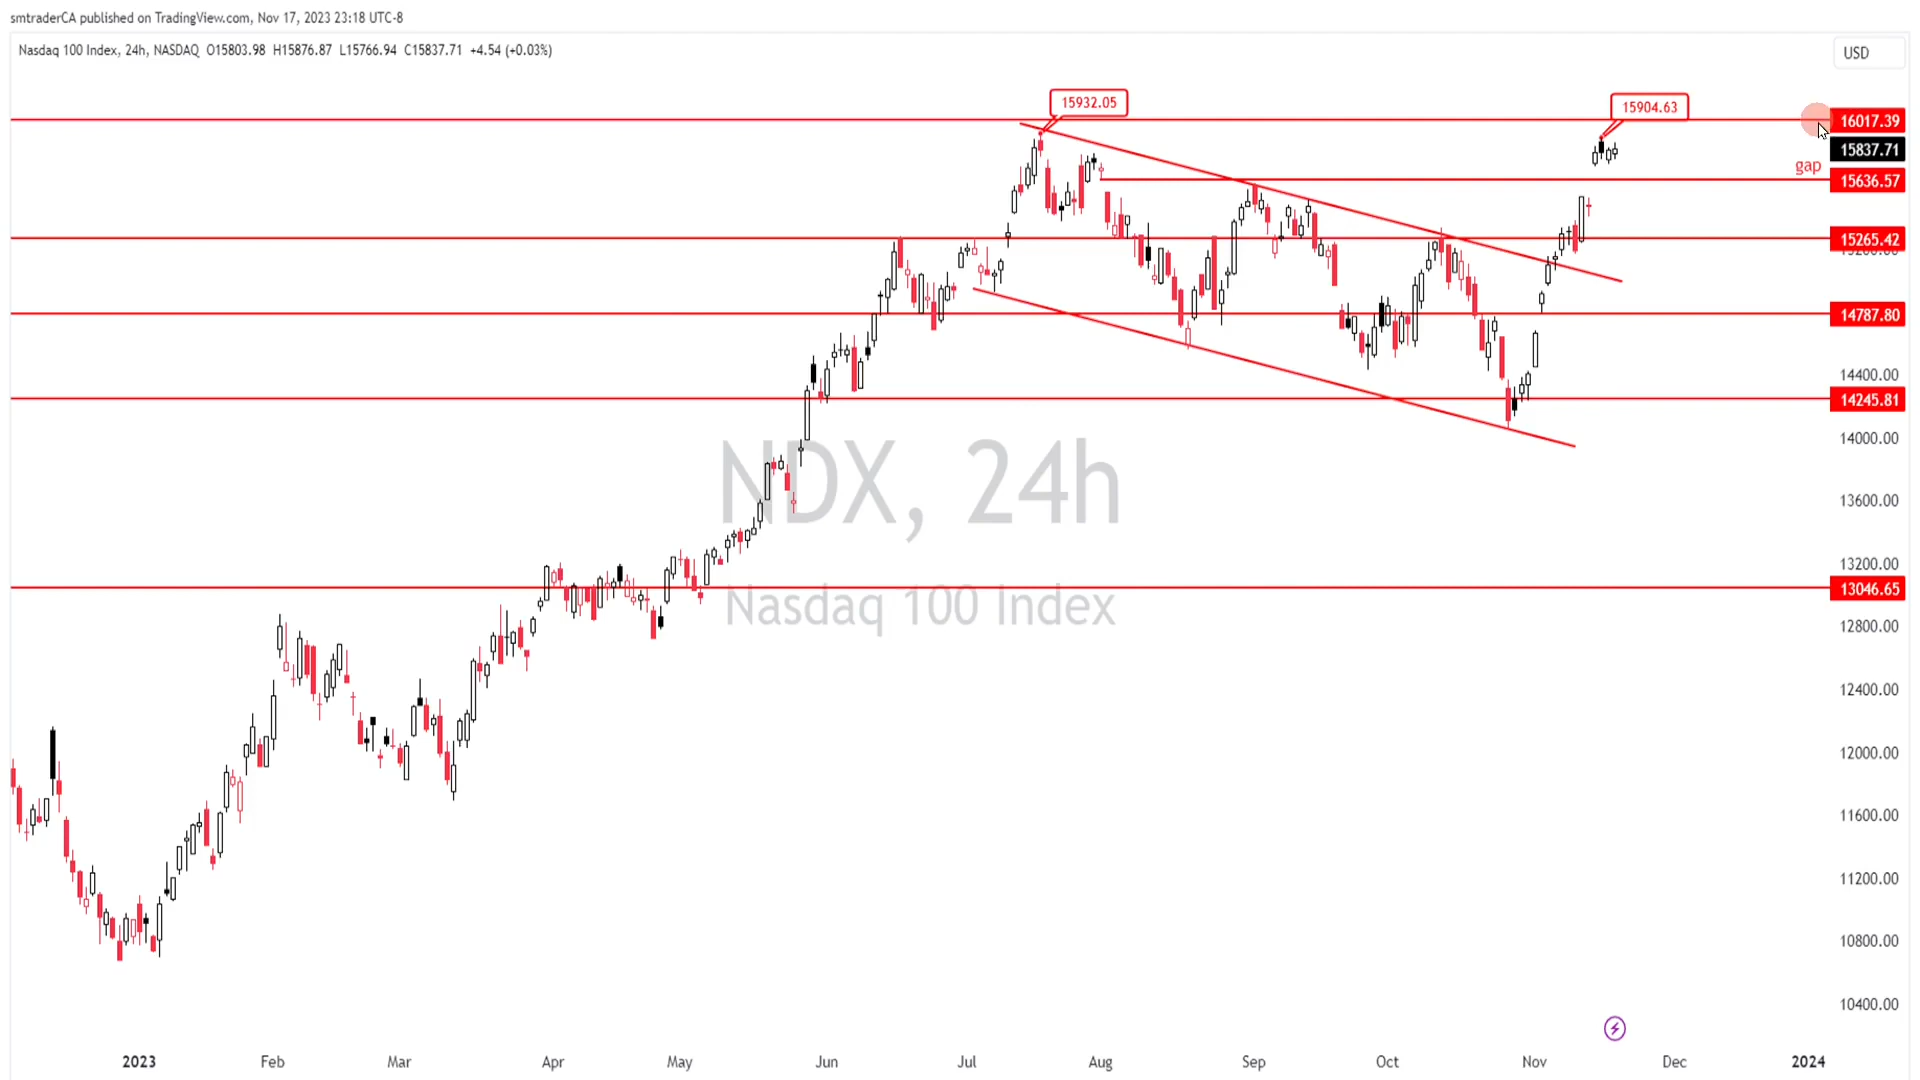 smtraderCA published on TradingView.com, Nov 17, 2023 23:18 UTC-8
Nasdaq 100 Index, 24h, NASDAQ O15803.98 H15876.87 L15766.94 C15837.71 +4.54 (+0.03%)
USD
15932.05
15904.63
16017.39
15837.71
gap
15636.57
15265.42
14787.80
14400.00
14245.81
14000.00
NDX, 24h
13600.00
13200.00
13046.65
Nasdaq 100 Index
12800.00
12400.00
12000.00
11600.00
11200.00
10800.00
10400.00
2023 Feb Mar Apr May Jun Jul Aug Sep Oct Nov Dec 2024